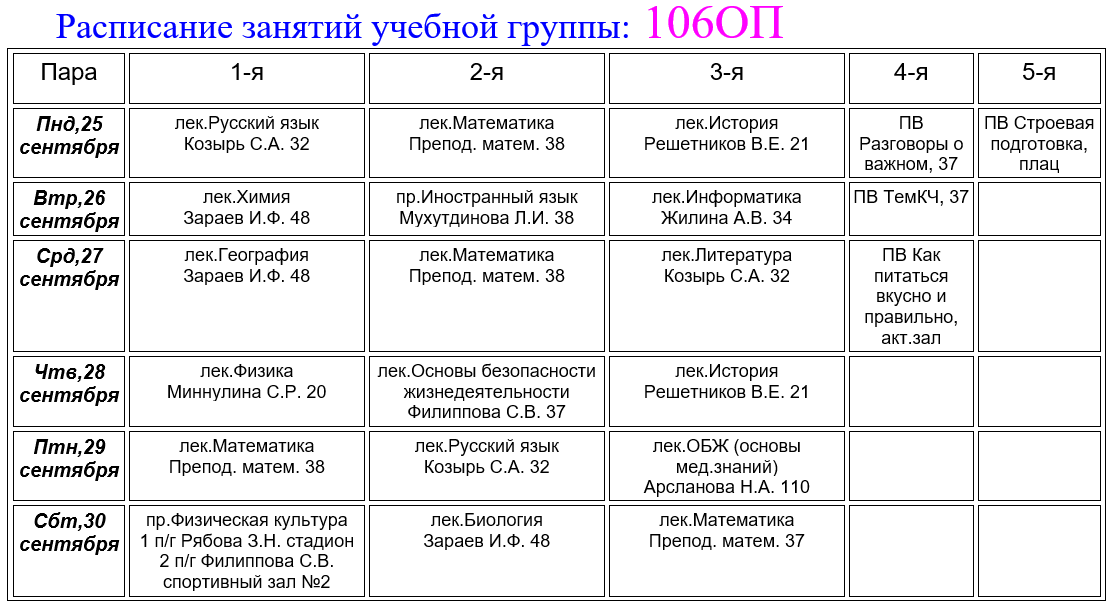 Расписание занятий учебной группы: 106ОП
Пара
1-я
2-я
3-я
4-я
5-я
Пнд,25
сентября
лек.Русский язык
Козырь С.А. 32
лек.Математика
Препод. матем. 38
лек.История
Решетников В.Е. 21
ПВ
Разговоры о
важном, 37
ПВ Строевая
подготовка,
плац
Втр,26
сентября
лек.Химия
Зараев И.Ф. 48
пр.Иностранный язык
Мухутдинова Л.И. 38
лек.Информатика
Жилина А.В. 34
ПВ ТемКЧ, 37
Срд,27
сентября
лек.География
Зараев И.Ф. 48
лек.Математика
Препод. матем. 38
лек.Литература
Козырь С.А. 32
ПВ Как
питаться
вкусно и
правильно,
акт.зал
Чтв,28
сентября
лек.Физика
Миннулина С.Р. 20
лек.Основы безопасности
жизнедеятельности
Филиппова С.В. 37
лек.История
Решетников В.Е. 21
Птн,29
сентября
лек.Математика
Препод. матем. 38
лек.Русский язык
Козырь С.А. 32
лек.ОБЖ (основы
мед.знаний)
Арсланова Н.А. 110
Сбт,30
сентября
пр.Физическая культура
1 п/г Рябова З.Н. стадион
2 п/г Филиппова С.В.
спортивный зал №2
лек.Биология
Зараев И.Ф. 48
лек.Математика
Препод. матем. 37